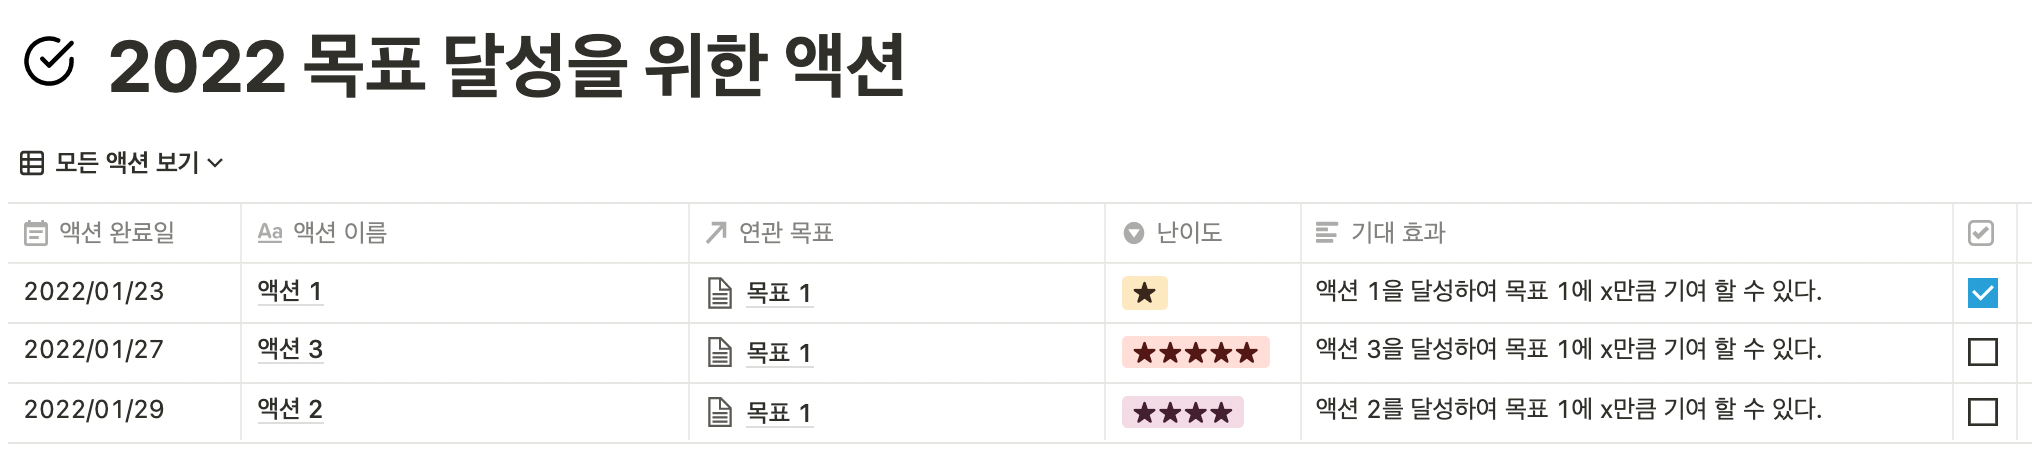 2022 목표 달성을 위한 액션
모든 액션 보기
액션 완료일 Aa 액션 이름 연관 목표 난이도 기대 효과
2022/01/23 액션 1 목표 1 ★ 액션 1을 달성하여 목표 1에 x만큼 기여 할 수 있다.
2022/01/27 액션 3 목표 1 ★★★★★ 액션 3을 달성하여 목표 1에 x만큼 기여 할 수 있다.
2022/01/29 액션 2 목표 1 ★★★★ 액션 2를 달성하여 목표 1에 x만큼 기여 할 수 있다.